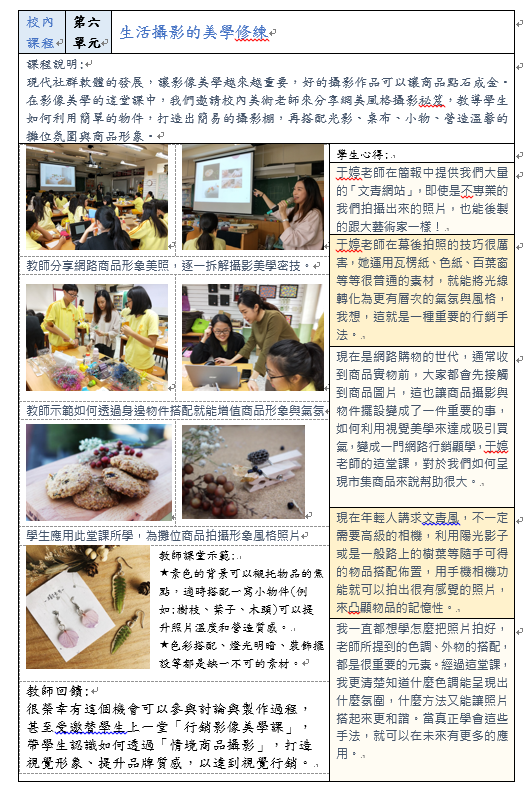 校內
課程
第六
單元
生活攝影的美學修練
課程說明:
現代社群軟體的發展，讓影像美學越來越重要，好的攝影作品可以讓商品點石成金。
在影像美學的這堂課中，我們邀請校內美術老師來分享網美風格攝影秘笈，教導學生
如何利用簡單的物件，打造出簡易的攝影棚，再搭配光影、桌布、小物、營造溫馨的
攤位氛圍與商品形象。
教師分享網路商品形象美照，逐一拆解攝影美學密技。
教師示範如何透過身邊物件搭配就能增值商品形象與氣氛
學生應用此堂課所學，為攤位商品拍攝形象風格照片
教師課堂示範:
★素色的背景可以襯托物品的焦
點，適時搭配一寫小物件(例
如;樹枝、葉子、木頭)可以提
升照片溫度和營造質感。
★色彩搭配、燈光明暗、裝飾擺
設等都是缺一不可的素材。
教師回饋:
很榮幸有這個機會可以參與討論與製作過程，
甚至受邀替學生上一堂「行銷影像美學課」，
帶學生認識如何透過「情境商品攝影」，打造
視覺形象、提升品牌質感，以達到視覺行銷。
學生心得:
玉婷老師在簡報中提供我們大量
的「文青網站」，即使是不專業的
我們拍攝出來的照片，也能後製
的跟大藝術家一樣！
玉婷老師在幕後拍照的技巧很厲
害，她運用瓦楞紙、色紙、百葉窗
等等很普通的素材，就能將光線
轉化為更有層次的氣氛與風格，
我想，這就是一種重要的行銷手
法。
現在是網路購物的世代，通常收
到商品實物前，大家都會先接觸
到商品圖片，這也讓商品攝影與
物件擺設變成了一件重要的事，
如何利用視覺美學來達成吸引買
氣，變成一門網路行銷顯學，玉婷
老師的這堂課，對於我們如何呈
現市集商品來說幫助很大。
現在年輕人講求文青風，不一定
需要高級的相機，利用陽光影子
或是一般路上的樹葉等隨手可得
的物品搭配佈置，用手機相機功
能就可以拍出很有感覺的照片，
來凸顯物品的記憶性。
我一直都想學怎麼把照片拍好，
老師所提到的色調、外物的搭配，
都是很重要的元素。經過這堂課，
我更清楚知道什麼色調能呈現出
什麼氛圍，什麼方法又能讓照片
搭起來更和諧。當真正學會這些
手法，就可以在未來有更多的應
用。